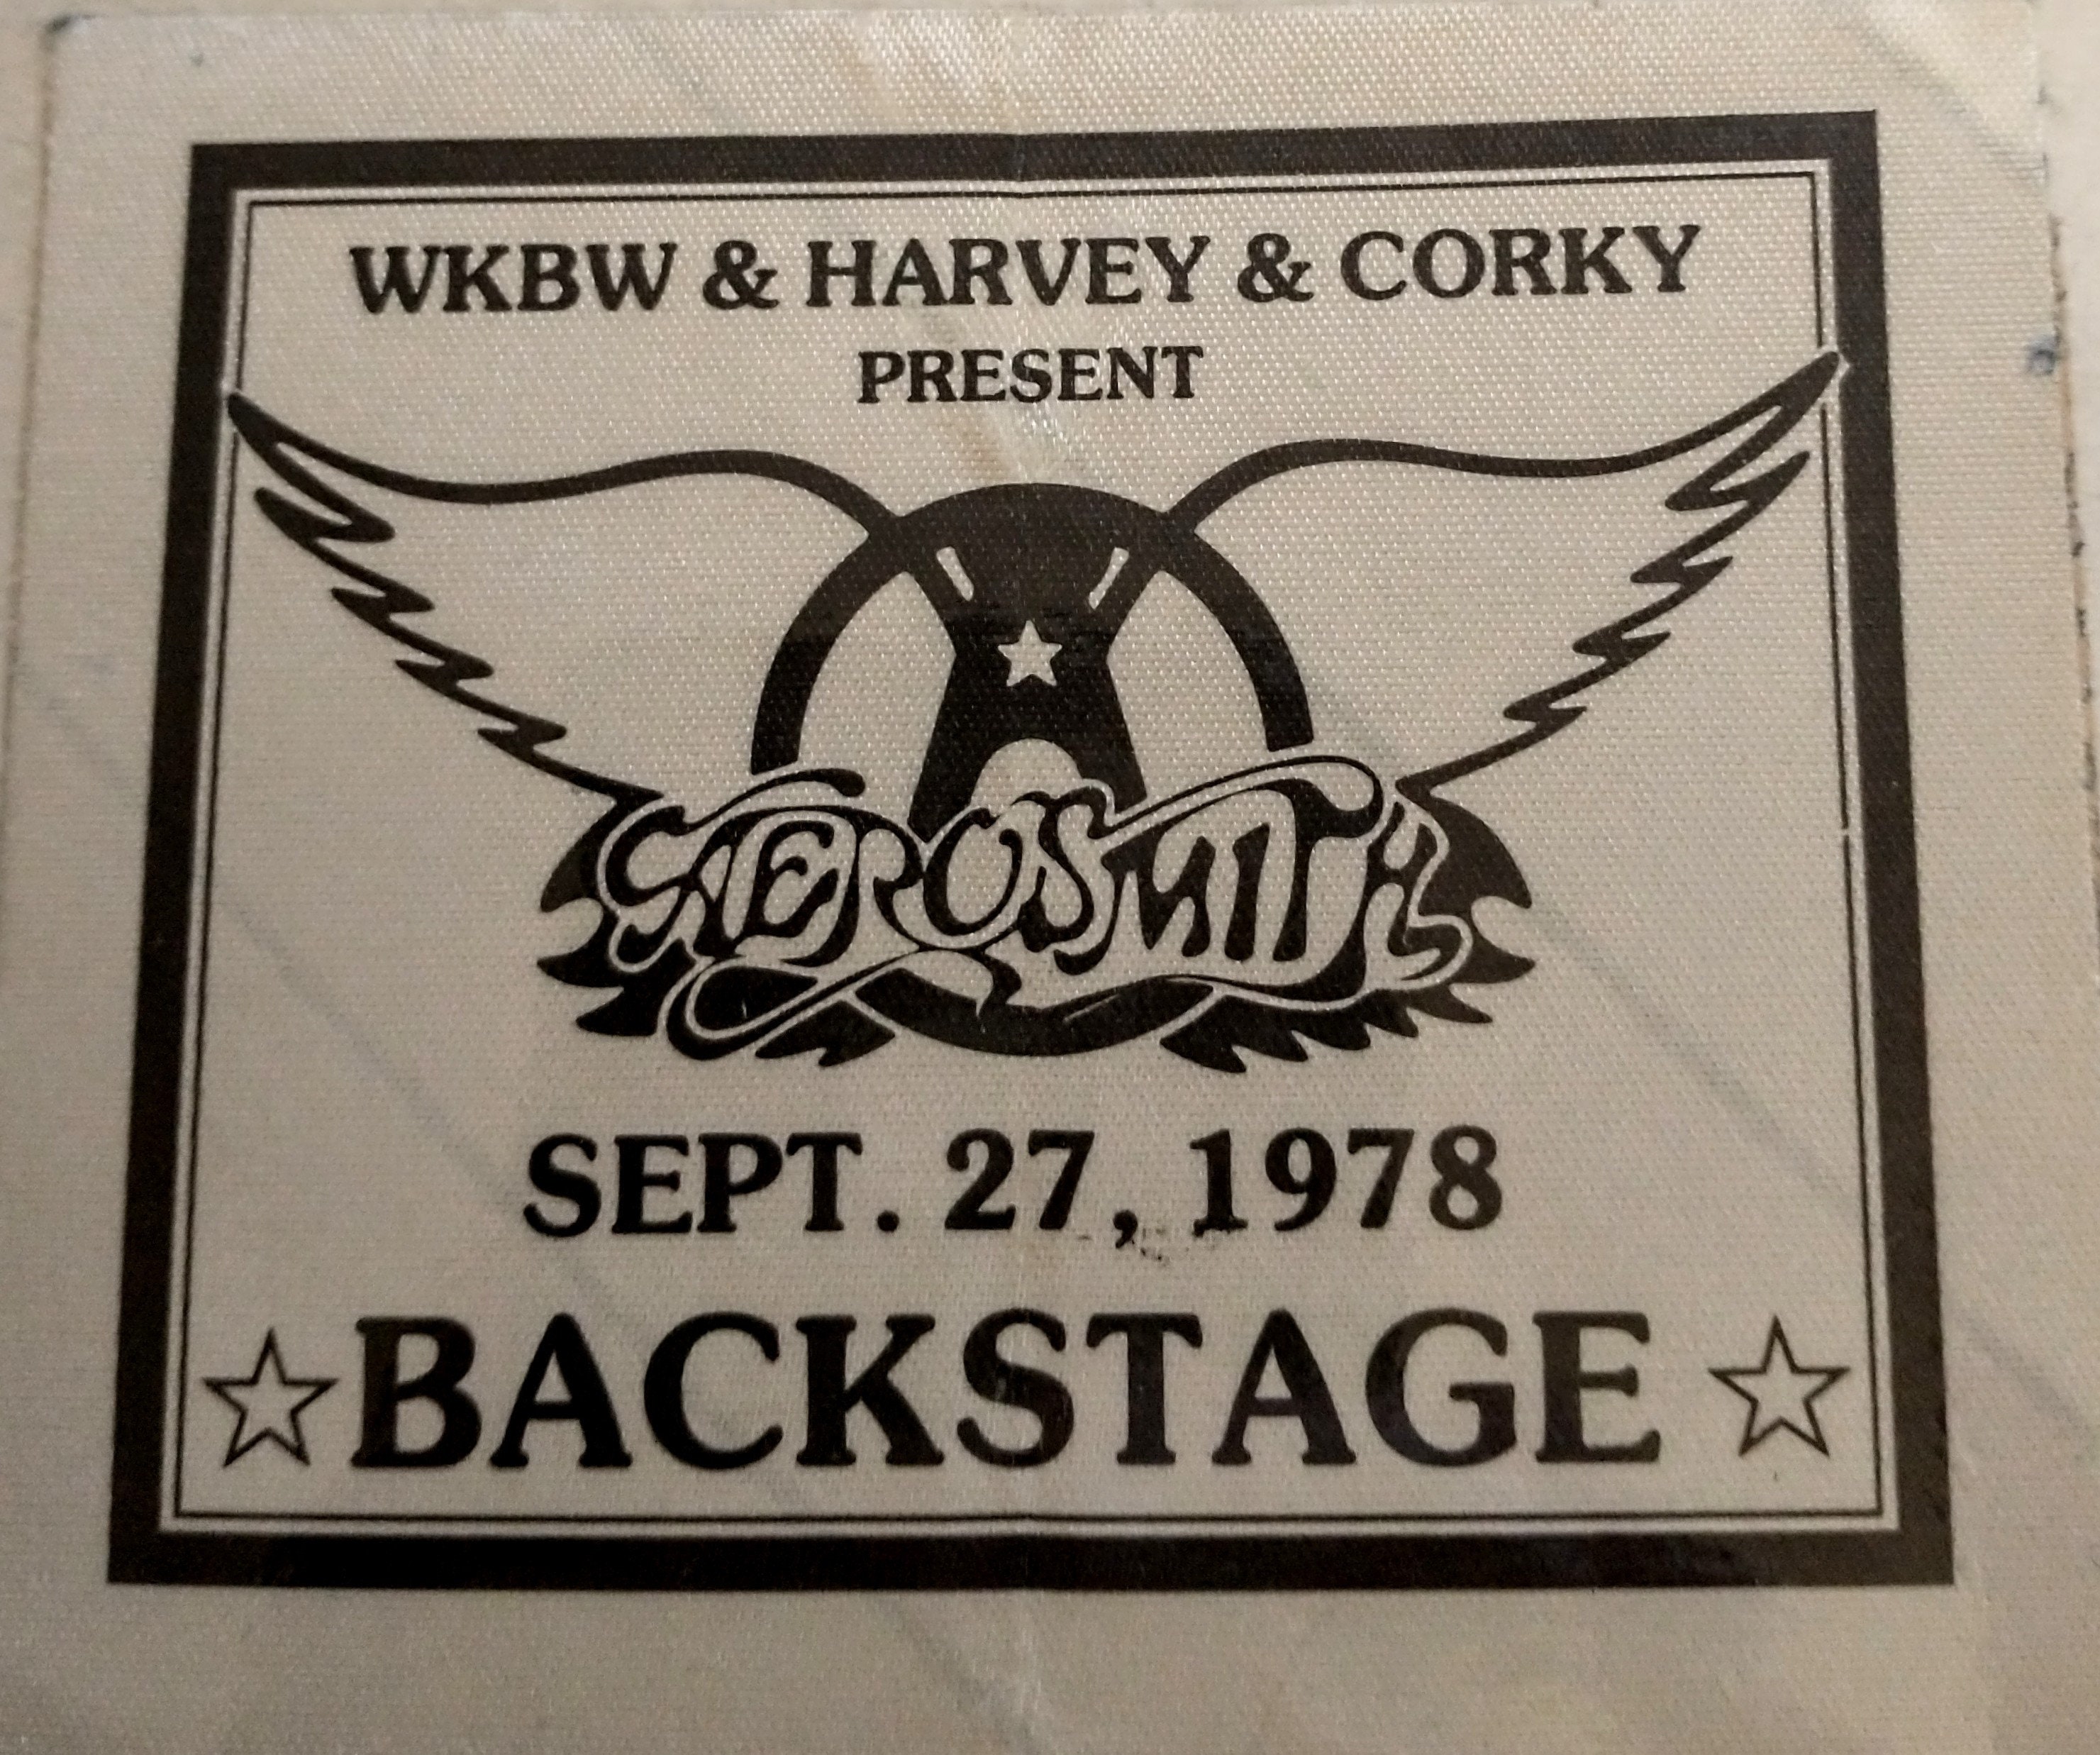 WKBW & HARVEY & CORKY
PRESENT
AEROSMITH
SEPT. 27, 1978
BACKSTAGE